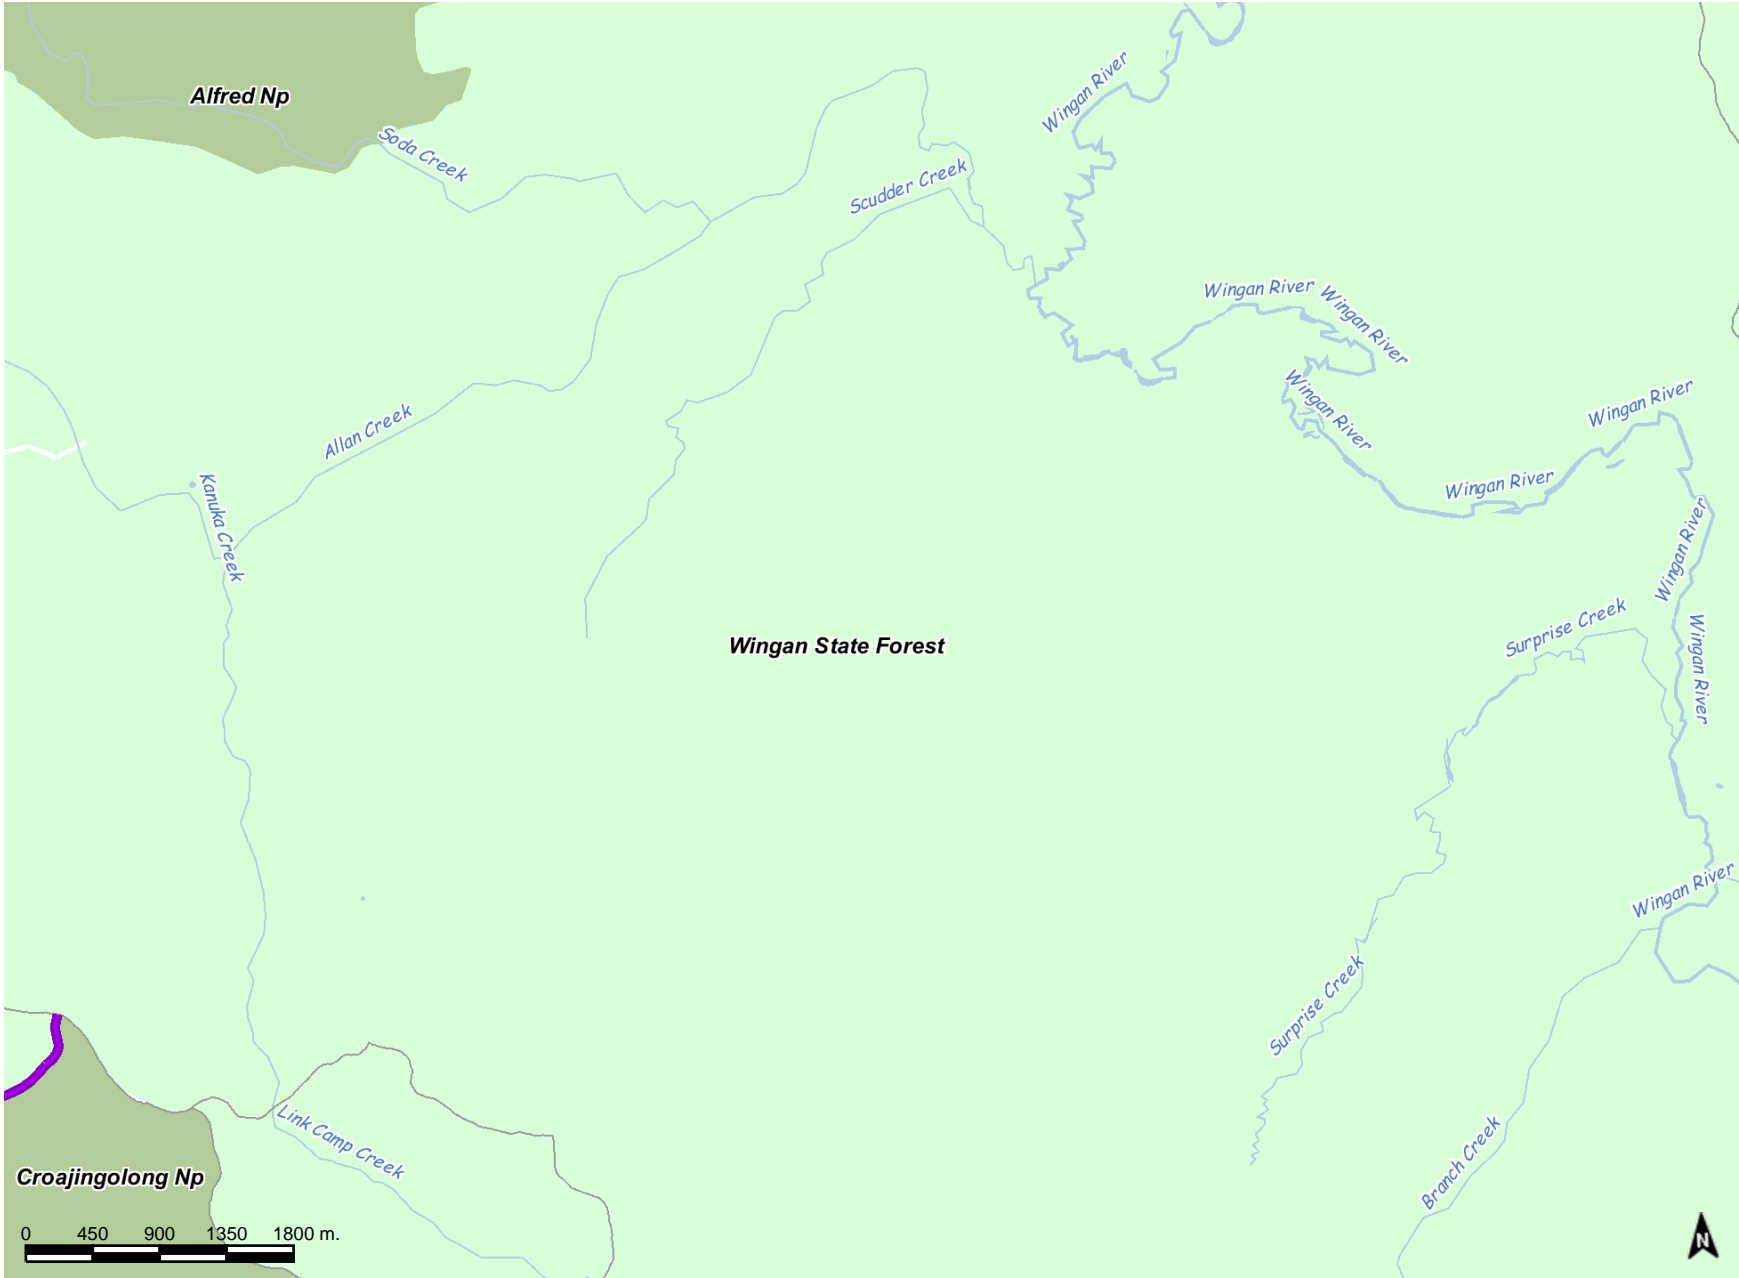 Wingan River
Alfred Np
Soda Creek
Scudder Creek
Wingan River
Wingan River
Wingan River
Wingan River
Allan Creek
Wingan River
Kanuka Creek
Wingan River
Surprise Creek
Wingan River
Wingan State Forest
Wingan River
Surprise Creek
Link Camp Creek
Branch Creek
Croajingolong Np
0 450 900 1350 1800 m.
N